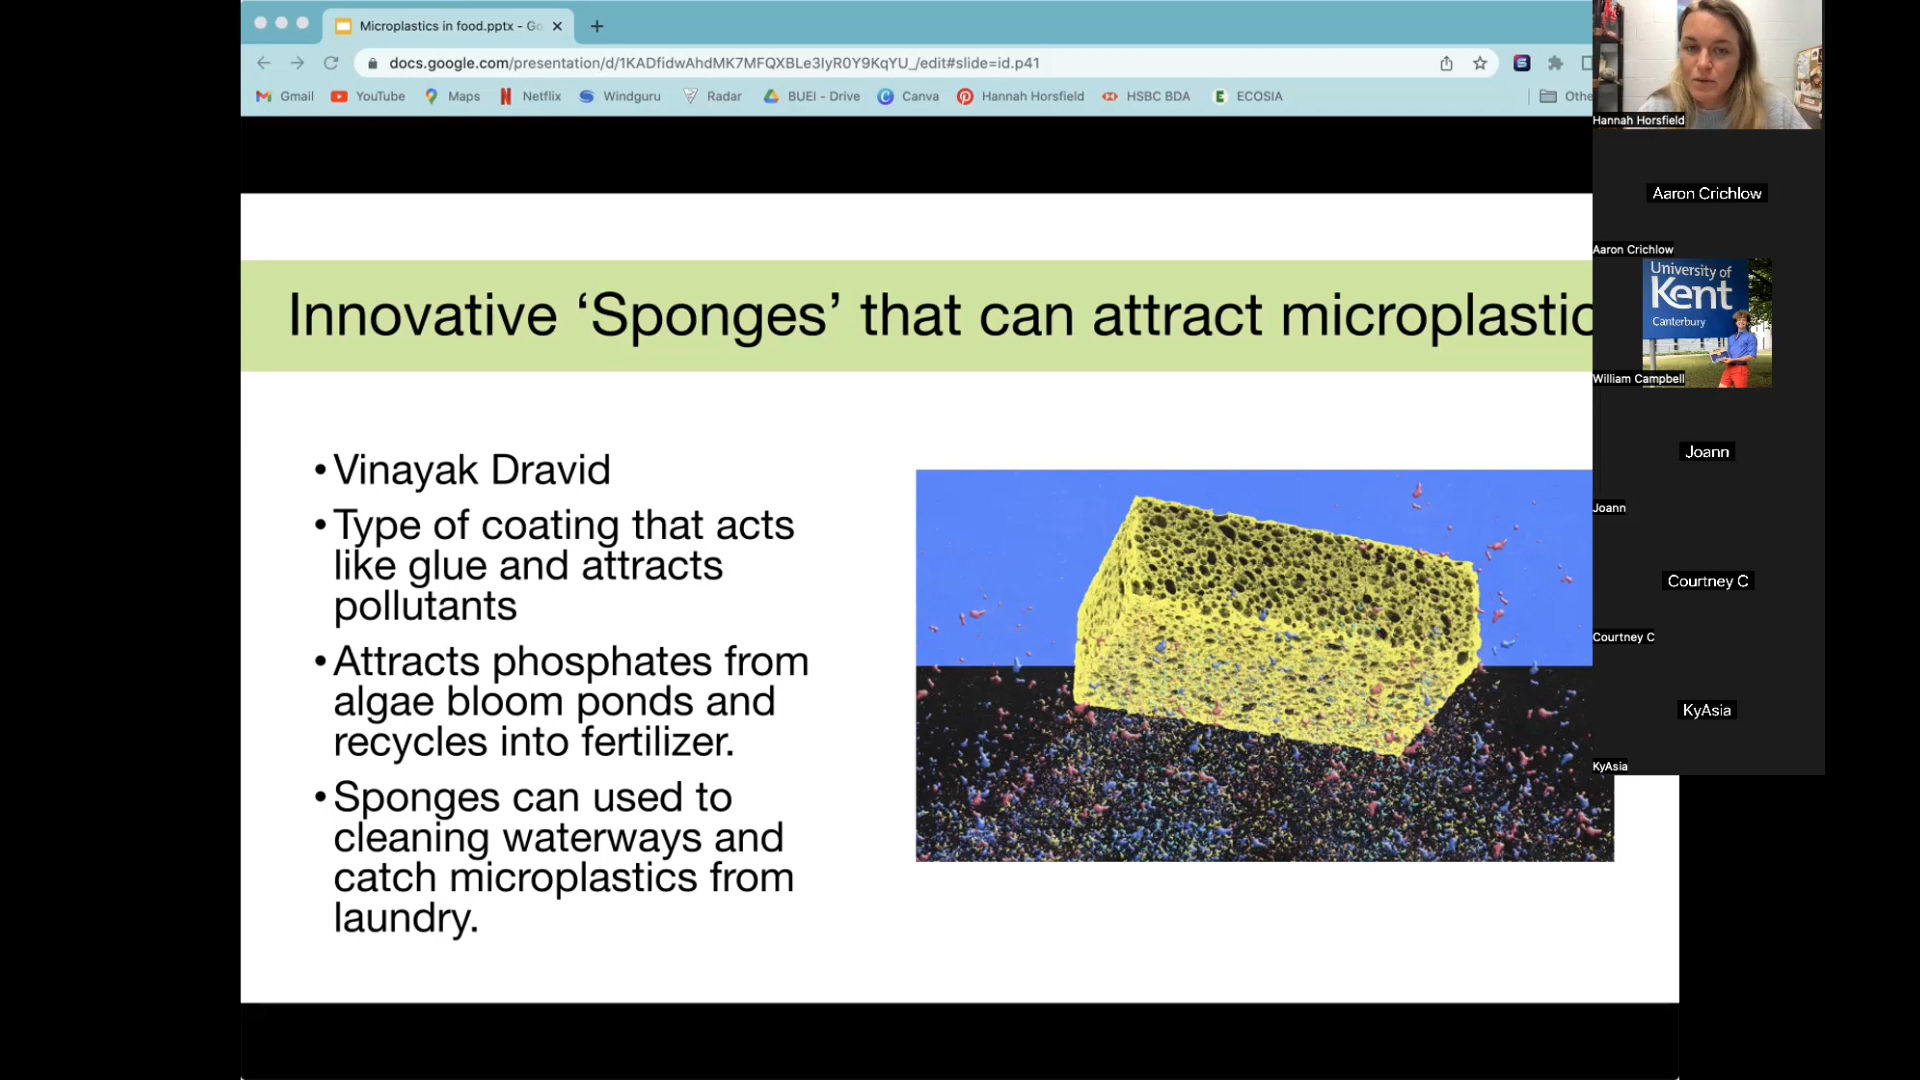 Microplastics in food.pptx - Go
docs.google.com/presentation/d/1KADfidwAhdMK7MFQXBLe3IyR0Y9KqYU_/edit#slide=id.p41
Gmail YouTube Maps Netflix Windguru Radar BUEI - Drive Canva Hannah Horsfield HSBC BDA ECOSIA Othe
Innovative ‘Sponges’ that can attract microplastic
• Vinayak Dravid
• Type of coating that acts
like glue and attracts
pollutants
• Attracts phosphates from
algae bloom ponds and
recycles into fertilizer.
• Sponges can used to
cleaning waterways and
catch microplastics from
laundry.
Hannah Horsfield
Aaron Crichlow
Aaron Crichlow
University of
Kent
Canterbury
William Campbell
Joann
Joann
Courtney C
Courtney C
KyAsia
KyAsia